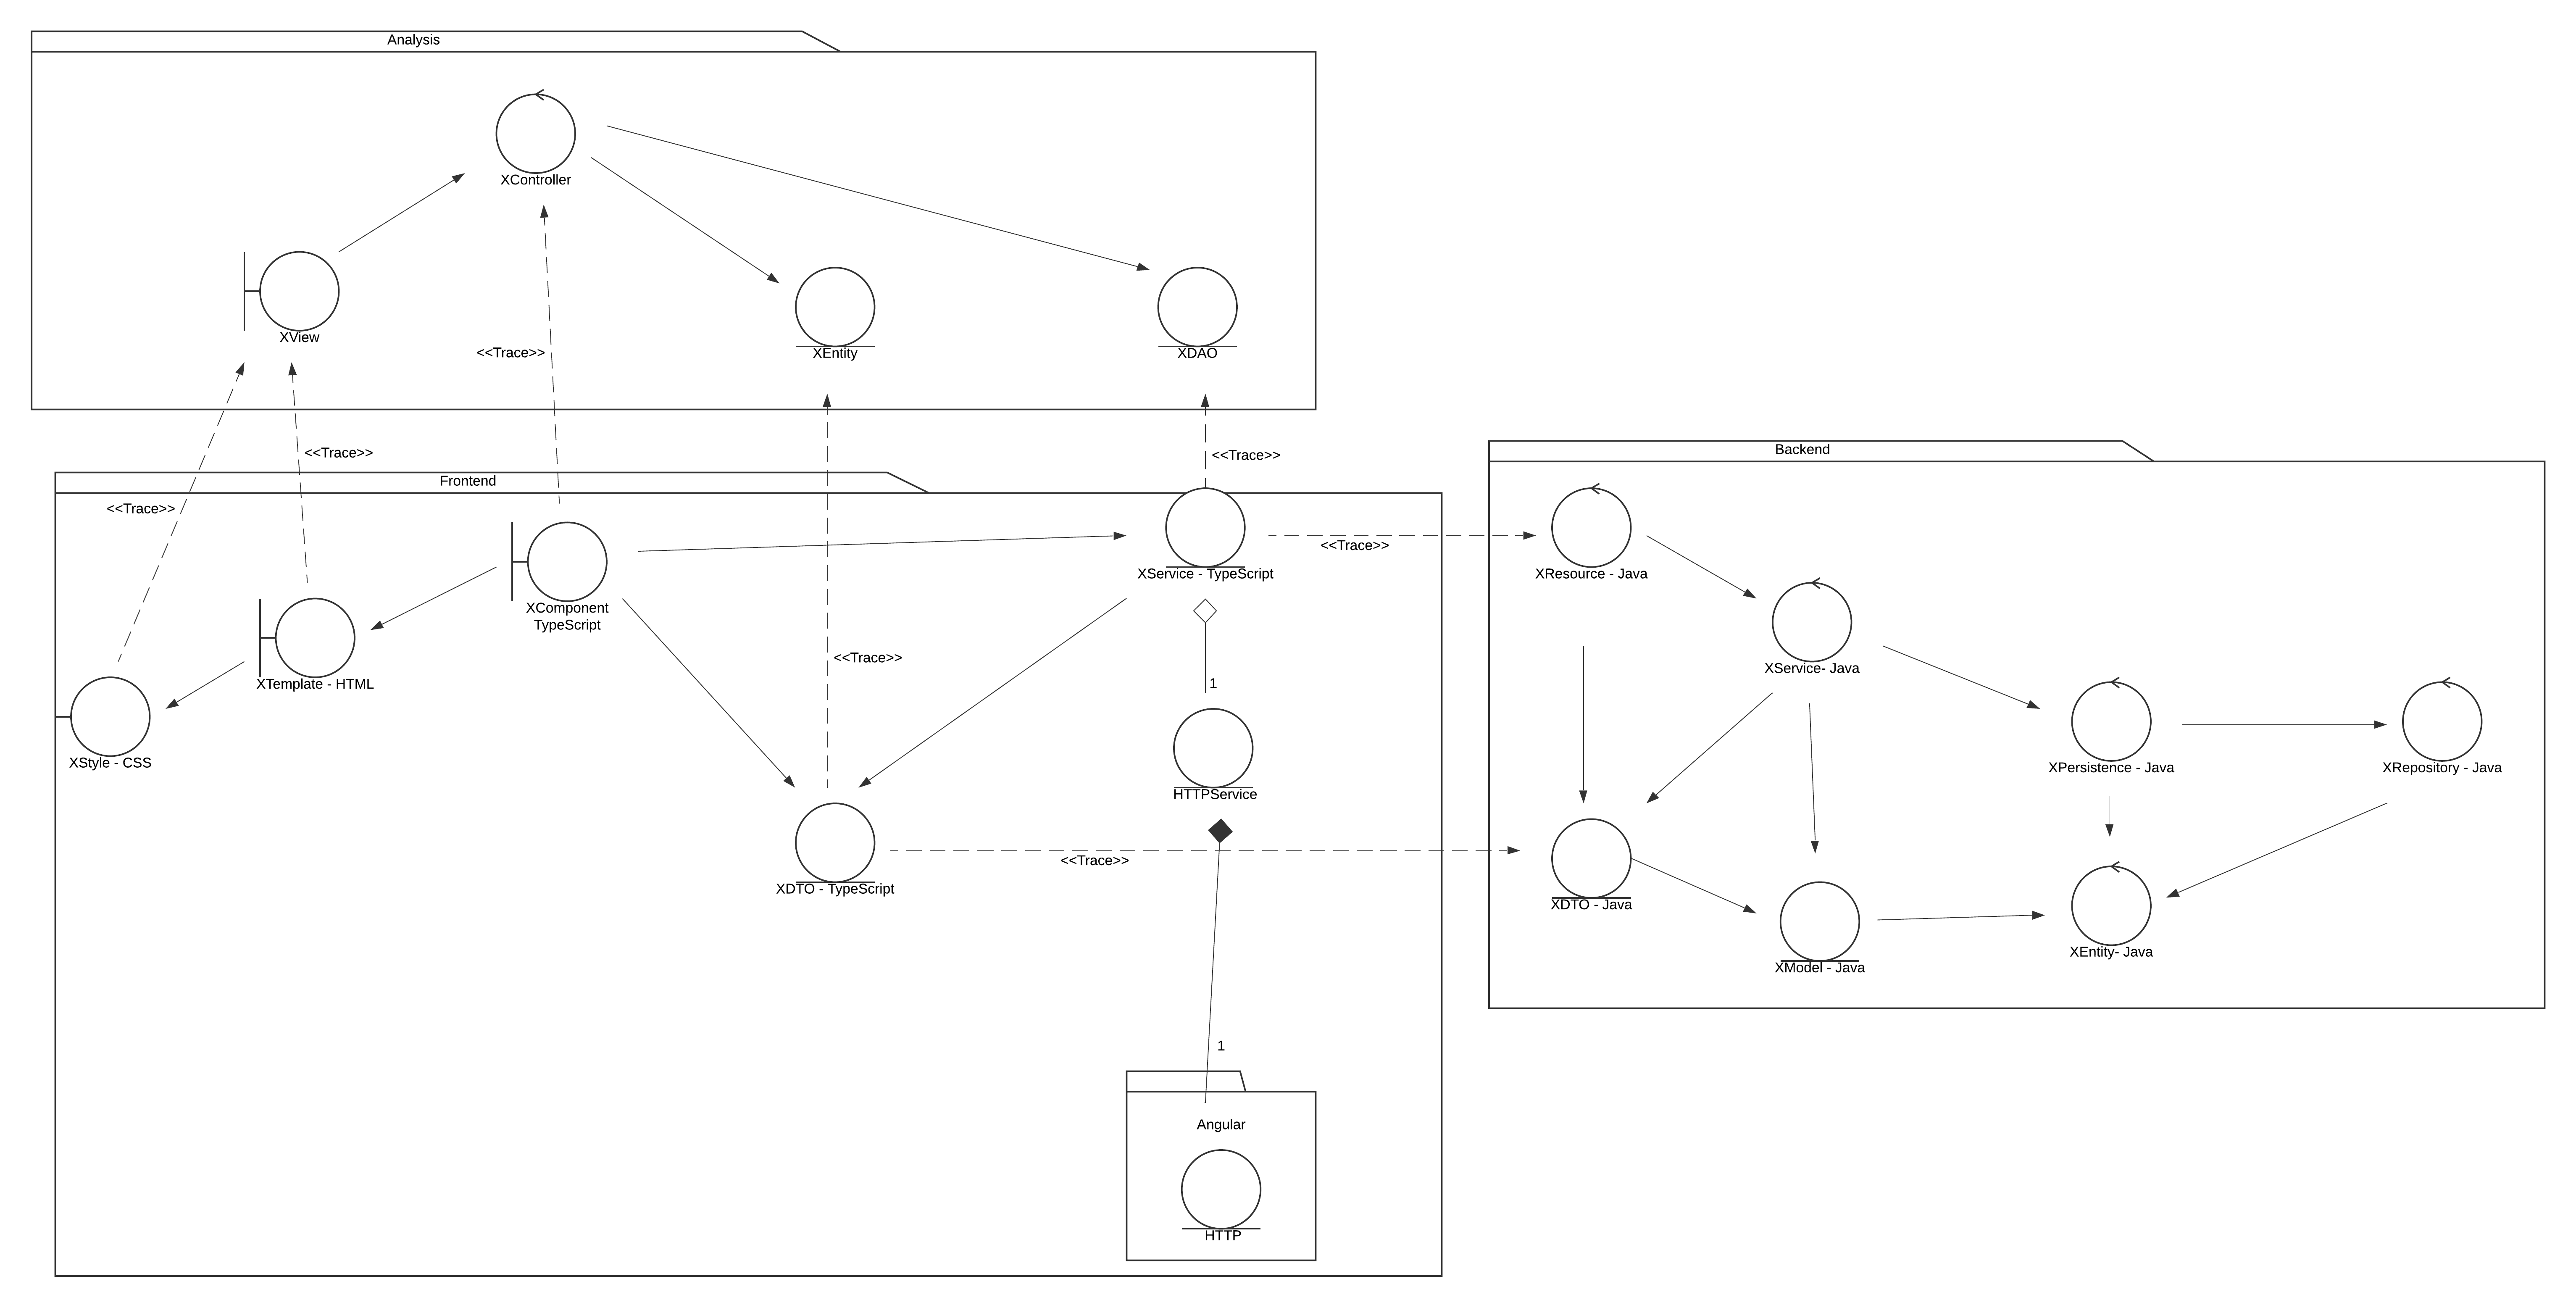 Analysis
XController
XView
<<Trace>>
XEntity
XDAO
<<Trace>>
<<Trace>>
Backend
Frontend
<<Trace>>
XService - TypeScript
<<Trace>>
XResource - Java
XComponent
TypeScript
<<Trace>>
XService- Java
XTemplate - HTML
1
XStyle - CSS
HTTPService
XPersistence - Java
XRepository - Java
<<Trace>>
XDTO - TypeScript
XDTO - Java
XModel - Java
XEntity- Java
1
Angular
HTTP